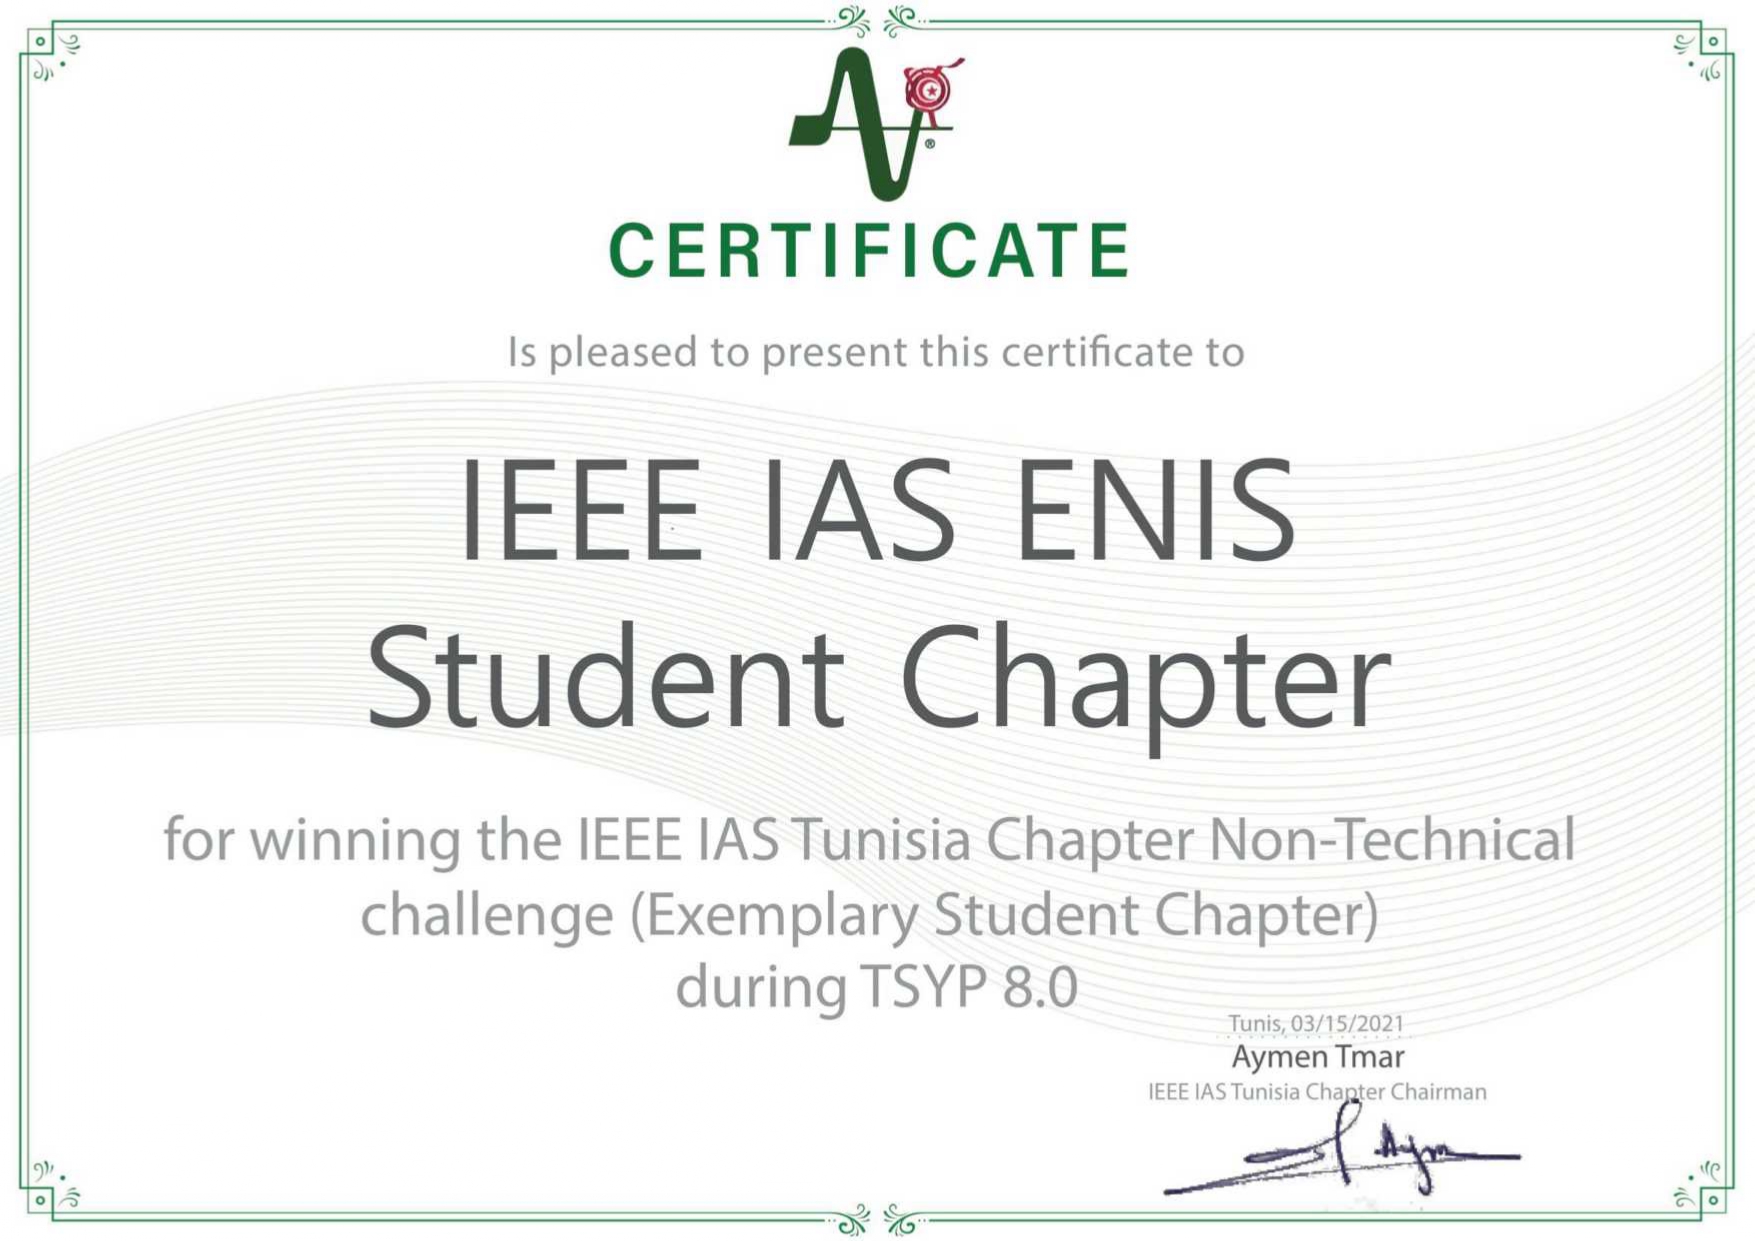 ®
CERTIFICATE
Is pleased to present this certificate to
IEEE IAS ENIS
Student Chapter
for winning the IEEE IAS Tunisia Chapter Non-Technical
challenge (Exemplary Student Chapter)
during TSYP 8.0
Tunis, 03/15/2021
Aymen Tmar
IEEE IAS Tunisia Chapter Chairman
Aym